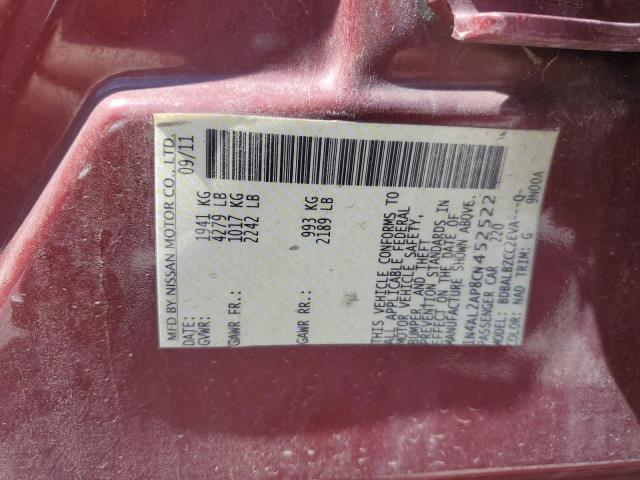 MFD BY NISSAN MOTOR CO., LTD.
DATE: 09/11
GVWR: 1941 KG
4279 LB
GAWR FR: 1017 KG
2242 LB
GAWR RR: 993 KG
2189 LB
THIS VEHICLE CONFORMS TO
ALL APPLICABLE FEDERAL
MOTOR VEHICLE SAFETY,
BUMPER, AND THEFT
PREVENTION STANDARDS IN
EFFECT ON THE DATE OF
MANUFACTURE SHOWN ABOVE.
1N4AL2AP8CN452522
PASSENGER CAR 220
MODEL: BDBALBZCC2EVA---Q-
COLOR: NAD TRIM: G 9N00A